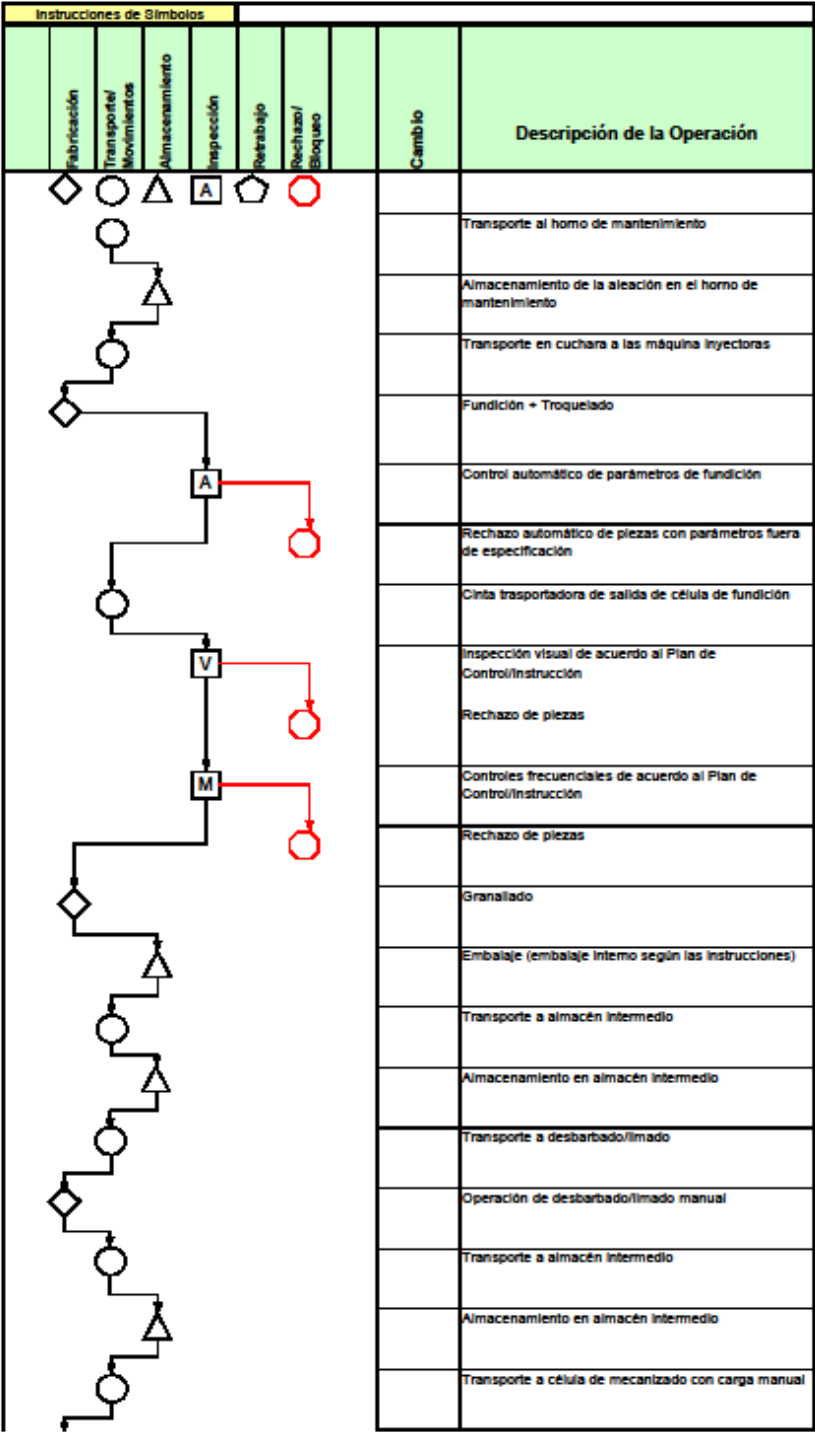 Instrucciones de Símbolos
Fabricación
Transporte/
Movimientos
Almacenamiento
Inspección
Retrabajo
Rechazo/
Bloqueo
Cambio
Descripción de la Operación
A
Transporte al horno de mantenimiento
Almacenamiento de la aleación en el horno de
mantenimiento
Transporte en cuchara a las máquina inyectoras
Fundición + Troquelado
A
Control automático de parámetros de fundición
Rechazo automático de piezas con parámetros fuera
de especificación
Cinta trasportadora de salida de célula de fundición
V
Inspección visual de acuerdo al Plan de
Control/Instrucción
Rechazo de piezas
M
Controles frecuenciales de acuerdo al Plan de
Control/Instrucción
Rechazo de piezas
Granallado
Embalaje (embalaje interno según las instrucciones)
Transporte a almacén intermedio
Almacenamiento en almacén intermedio
Transporte a desbarbado/limado
Operación de desbarbado/limado manual
Transporte a almacén intermedio
Almacenamiento en almacén intermedio
Transporte a célula de mecanizado con carga manual